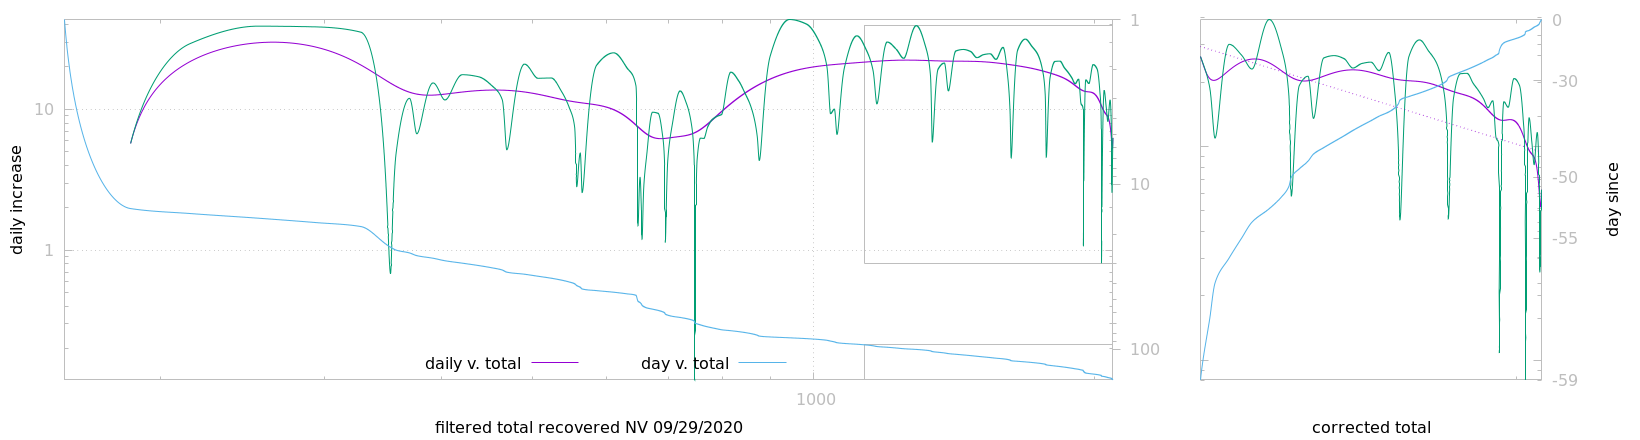 daily increase
10
1
1
10
100
daily v. total
day v. total
1000
filtered total recovered NV 09/29/2020
0
-30
-50
-55
-59
day since
corrected total